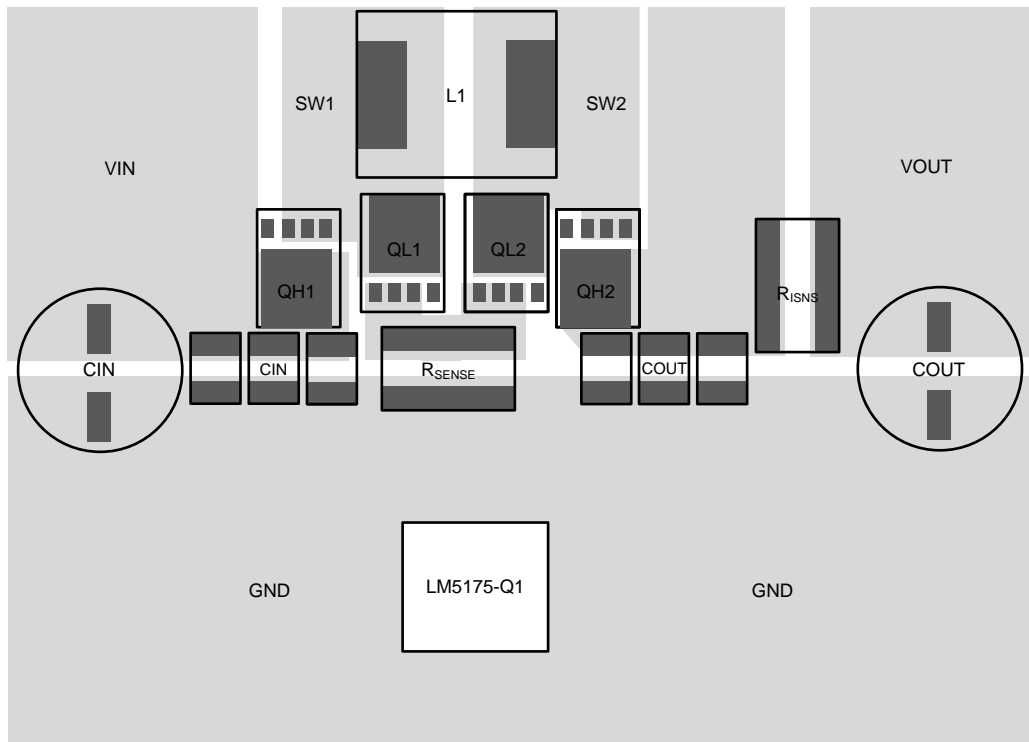 L1
SW1
SW2
VIN
VOUT
QL1
QL2
QH1
QH2
RISNS
CIN
CIN
RSENSE
COUT
COUT
LM5175-Q1
GND
GND